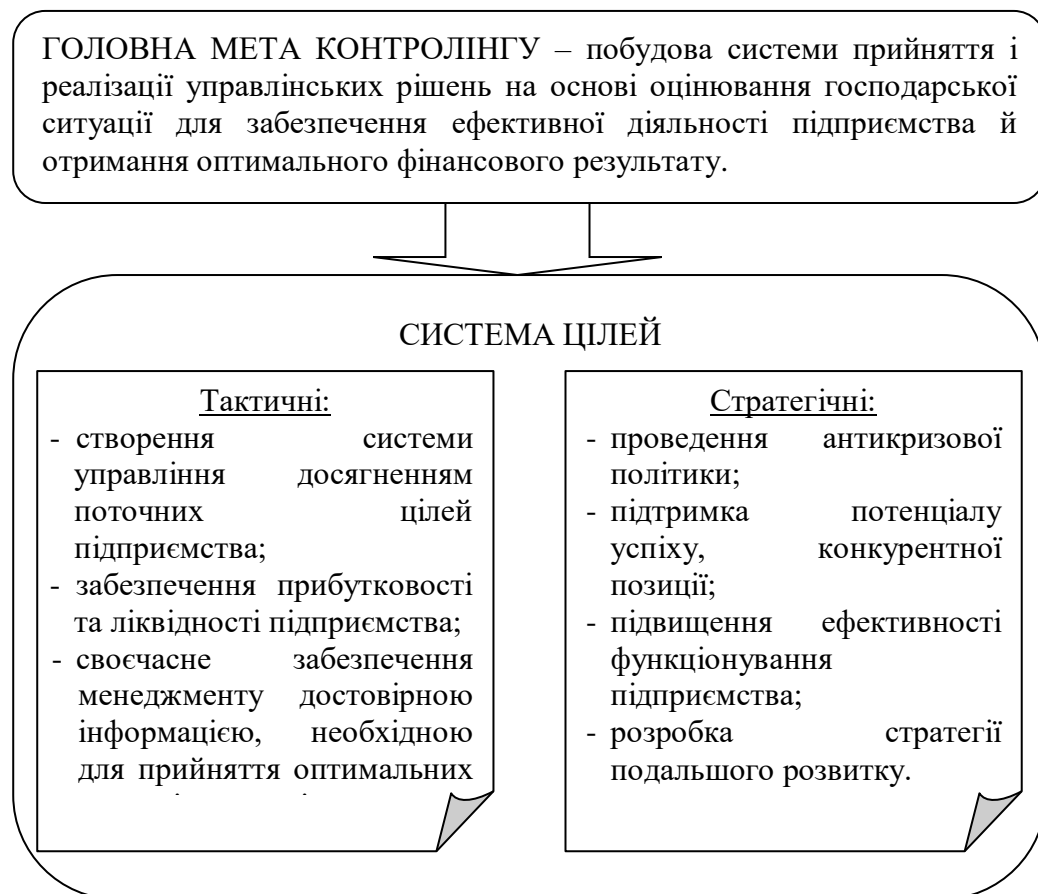 ГОЛОВНА МЕТА КОНТРОЛІНГУ – побудова системи прийняття і
реалізації управлінських рішень на основі оцінювання господарської
ситуації для забезпечення ефективної діяльності підприємства й
отримання оптимального фінансового результату.
СИСТЕМА ЦІЛЕЙ
Тактичні:
- створення системи
управління досягненням
поточних цілей
підприємства;
- забезпечення прибутковості
та ліквідності підприємства;
- своєчасне забезпечення
менеджменту достовірною
інформацією, необхідною
для прийняття оптимальних
Стратегічні:
- проведення антикризової
політики;
- підтримка потенціалу
успіху, конкурентної
позиції;
- підвищення ефективності
функціонування
підприємства;
- розробка стратегії
подальшого розвитку.